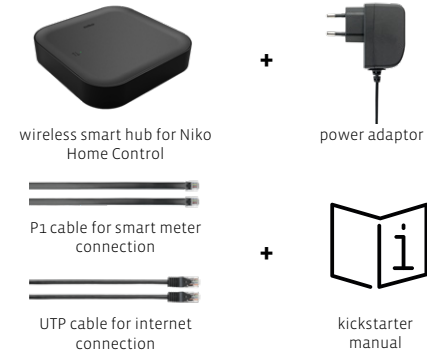 +
wireless smart hub for Niko
Home Control
power adaptor
P1 cable for smart meter
connection
+
i
UTP cable for internet
connection
kickstarter
manual